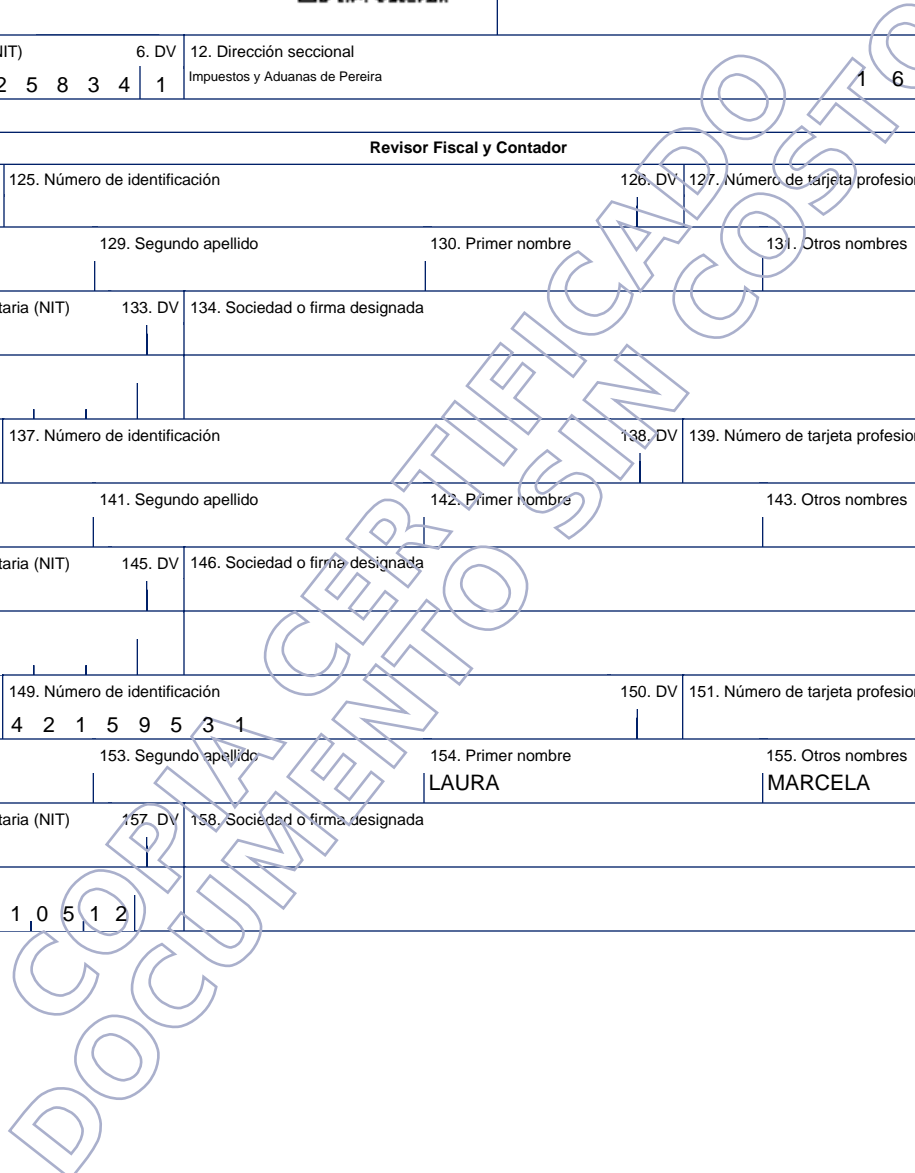 NIT) 6. DV 12. Dirección seccional
2 5 8 3 4 1 Impuestos y Aduanas de Pereira 1 6
Revisor Fiscal y Contador
125. Número de identificación 126. DV 127. Número de tarjeta profesion
129. Segundo apellido 130. Primer nombre 131. Otros nombres
taria (NIT) 133. DV 134. Sociedad o firma designada
137. Número de identificación 138. DV 139. Número de tarjeta profesion
141. Segundo apellido 142. Primer nombre 143. Otros nombres
taria (NIT) 145. DV 146. Sociedad o firma designada
149. Número de identificación 150. DV 151. Número de tarjeta profesion
4 2 1 5 9 5 3 1
153. Segundo apellido 154. Primer nombre 155. Otros nombres
LAURA MARCELA
taria (NIT) 157. DV 158. Sociedad o firma designada
1 0 5 1 2
COPIA CERTIFICADO
DOCUMENTO SIN COSTO